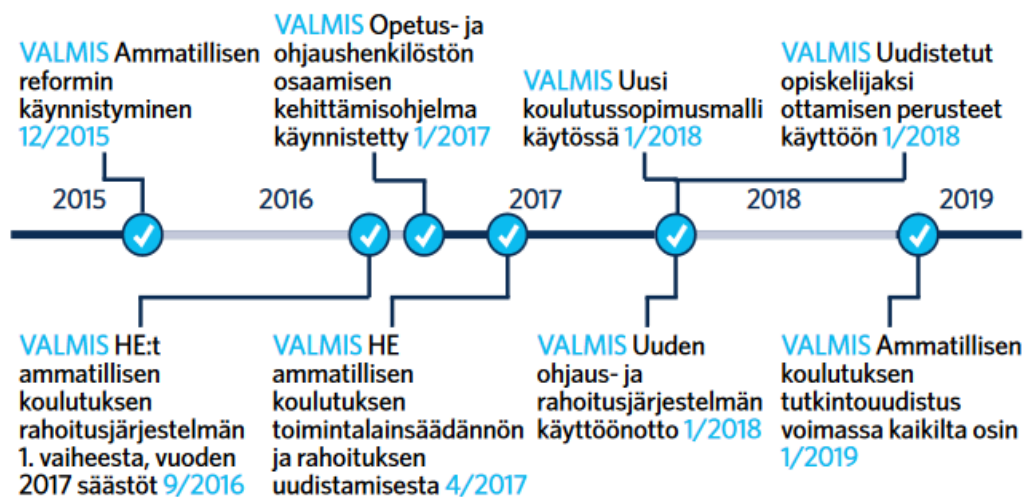 VALMIS Ammatillisen
reformin
käynnistyminen
12/2015
VALMIS Opetus- ja
ohjaushenkilöstön
osaamisen
kehittämisohjelma
käynnistetty 1/2017
VALMIS Uusi
koulutussopimusmalli
käytössä 1/2018
VALMIS Uudistetut
opiskelijaksi
ottamisen perusteet
käyttöön 1/2018
2015
2016
2017
2018
2019
VALMIS HE:t
ammatillisen
koulutuksen
rahoitusjärjestelmän
1. vaiheesta, vuoden
2017 säästöt 9/2016
VALMIS HE
ammatillisen
koulutuksen
toimintalainsäädännön
ja rahoituksen
uudistamisesta 4/2017
VALMIS Uuden
ohjaus- ja
rahoitusjärjestelmän
käyttöönotto 1/2018
VALMIS Ammatillisen
koulutuksen
tutkintouudistus
voimassa kaikilta osin
1/2019